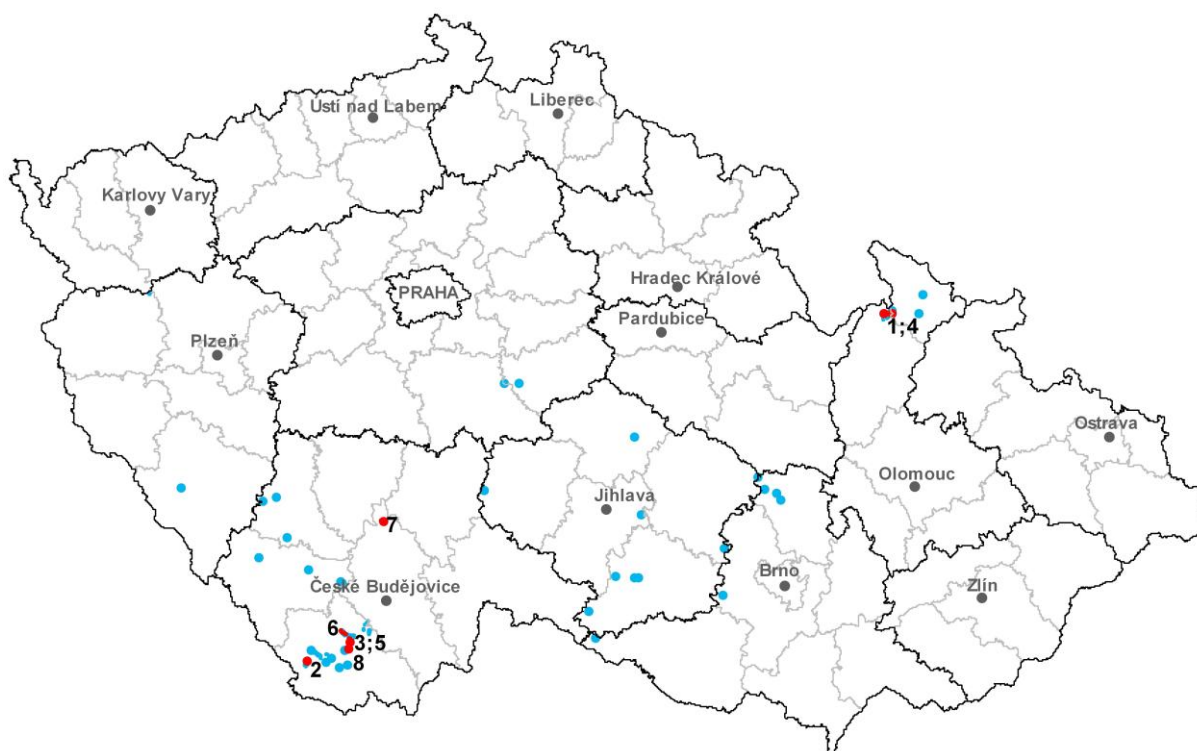 Liberec
Ústí nad Labem
Karlovy Vary
Hradec Králové
PRAHA
Pardubice
1;4
Plzeň
Ostrava
Olomouc
Jihlava
7
Brno
České Budějovice
Zlín
6
3;5
8
2